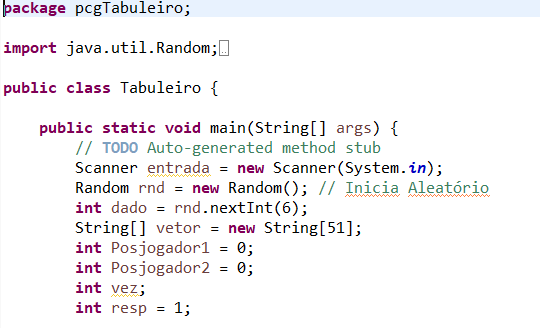 package pcgTabuleiro;
import java.util.Random;
public class Tabuleiro {
public static void main(String[] args) {
// TODO Auto-generated method stub
Scanner entrada = new Scanner(System.in);
Random rnd = new Random(); // Inicia Aleatório
int dado = rnd.nextInt(6);
String[] vetor = new String[51];
int Posjogador1 = 0;
int Posjogador2 = 0;
int vez;
int resp = 1;